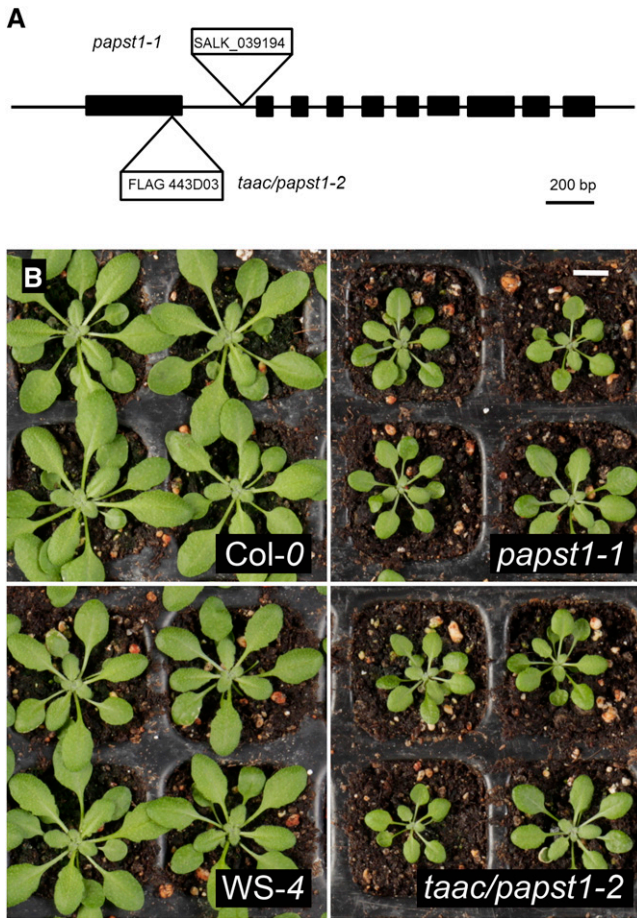 A
papst1-1
SALK_039194
FLAG 443D03
taac/papst1-2
200 bp
B
Col-0
papst1-1
WS-4
taac/papst1-2